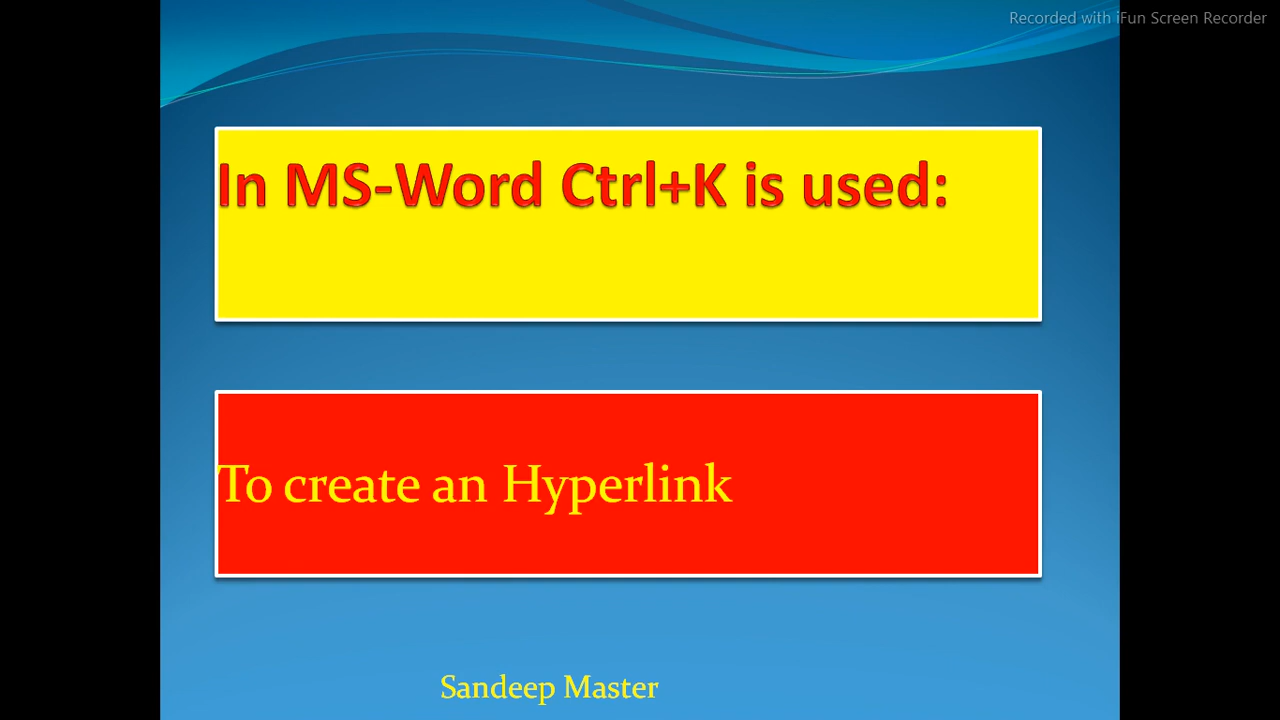 Recorded with iFun Screen Recorder
In MS-Word Ctrl+K is used:
To create an Hyperlink
Sandeep Master